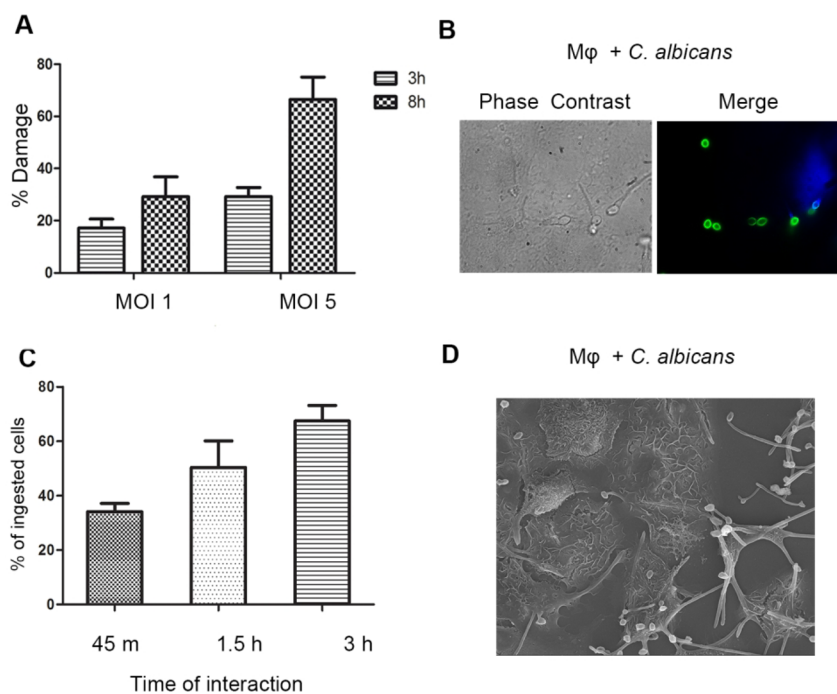 A
% Damage
80
60
40
20
0
MOI 1
MOI 5
3h
8h
B
Mφ + C. albicans
Phase Contrast
Merge
C
% of ingested cells
80
60
40
20
0
45 m
1.5 h
3 h
Time of interaction
D
Mφ + C. albicans